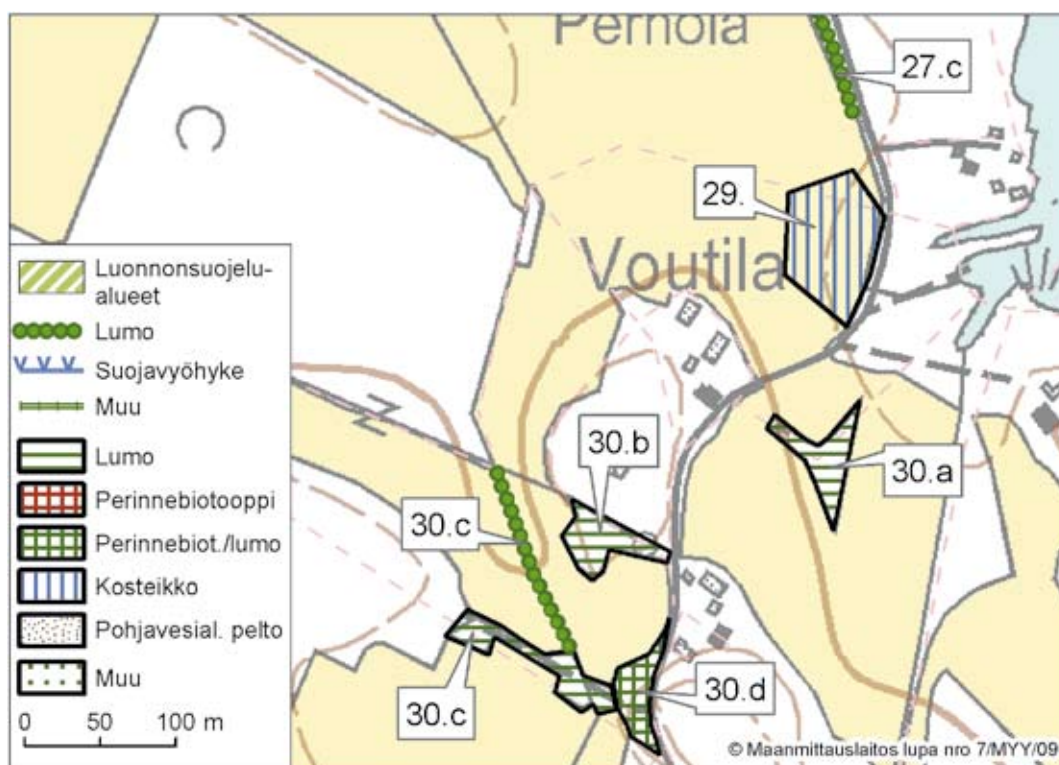 Pernola
27.c
29.
Voutila
30.b
30.a
30.c
30.c
30.d
Luonnonsuojelu-
alueet
Lumo
Suojavyöhyke
Muu
Lumo
Perinnebiotooppi
Perinnebiot./lumo
Kosteikko
Pohjavesial. pelto
Muu
0 50 100 m
© Maanmittauslaitos lupa nro 7/MYY/09